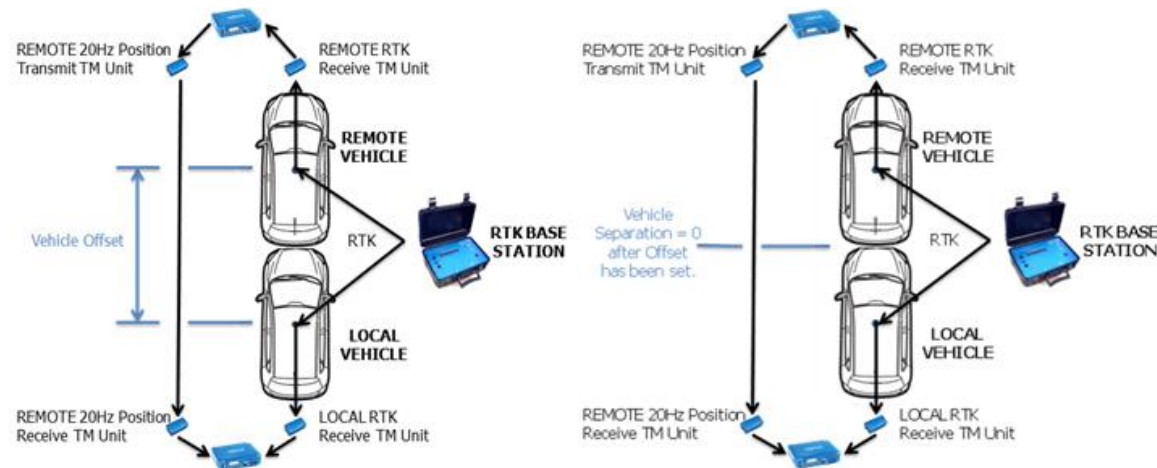 REMOTE 20Hz Position
Transmit TM Unit
REMOTE RTK
Receive TM Unit
REMOTE
VEHICLE
Vehicle Offset
RTK
RTK BASE
STATION
LOCAL
VEHICLE
REMOTE 20Hz Position
Receive TM Unit
LOCAL RTK
Receive TM Unit
REMOTE 20Hz Position
Transmit TM Unit
REMOTE RTK
Receive TM Unit
REMOTE
VEHICLE
Vehicle
Separation = 0
after Offset
has been set.
RTK
RTK BASE
STATION
LOCAL
VEHICLE
REMOTE 20Hz Position
Receive TM Unit
LOCAL RTK
Receive TM Unit